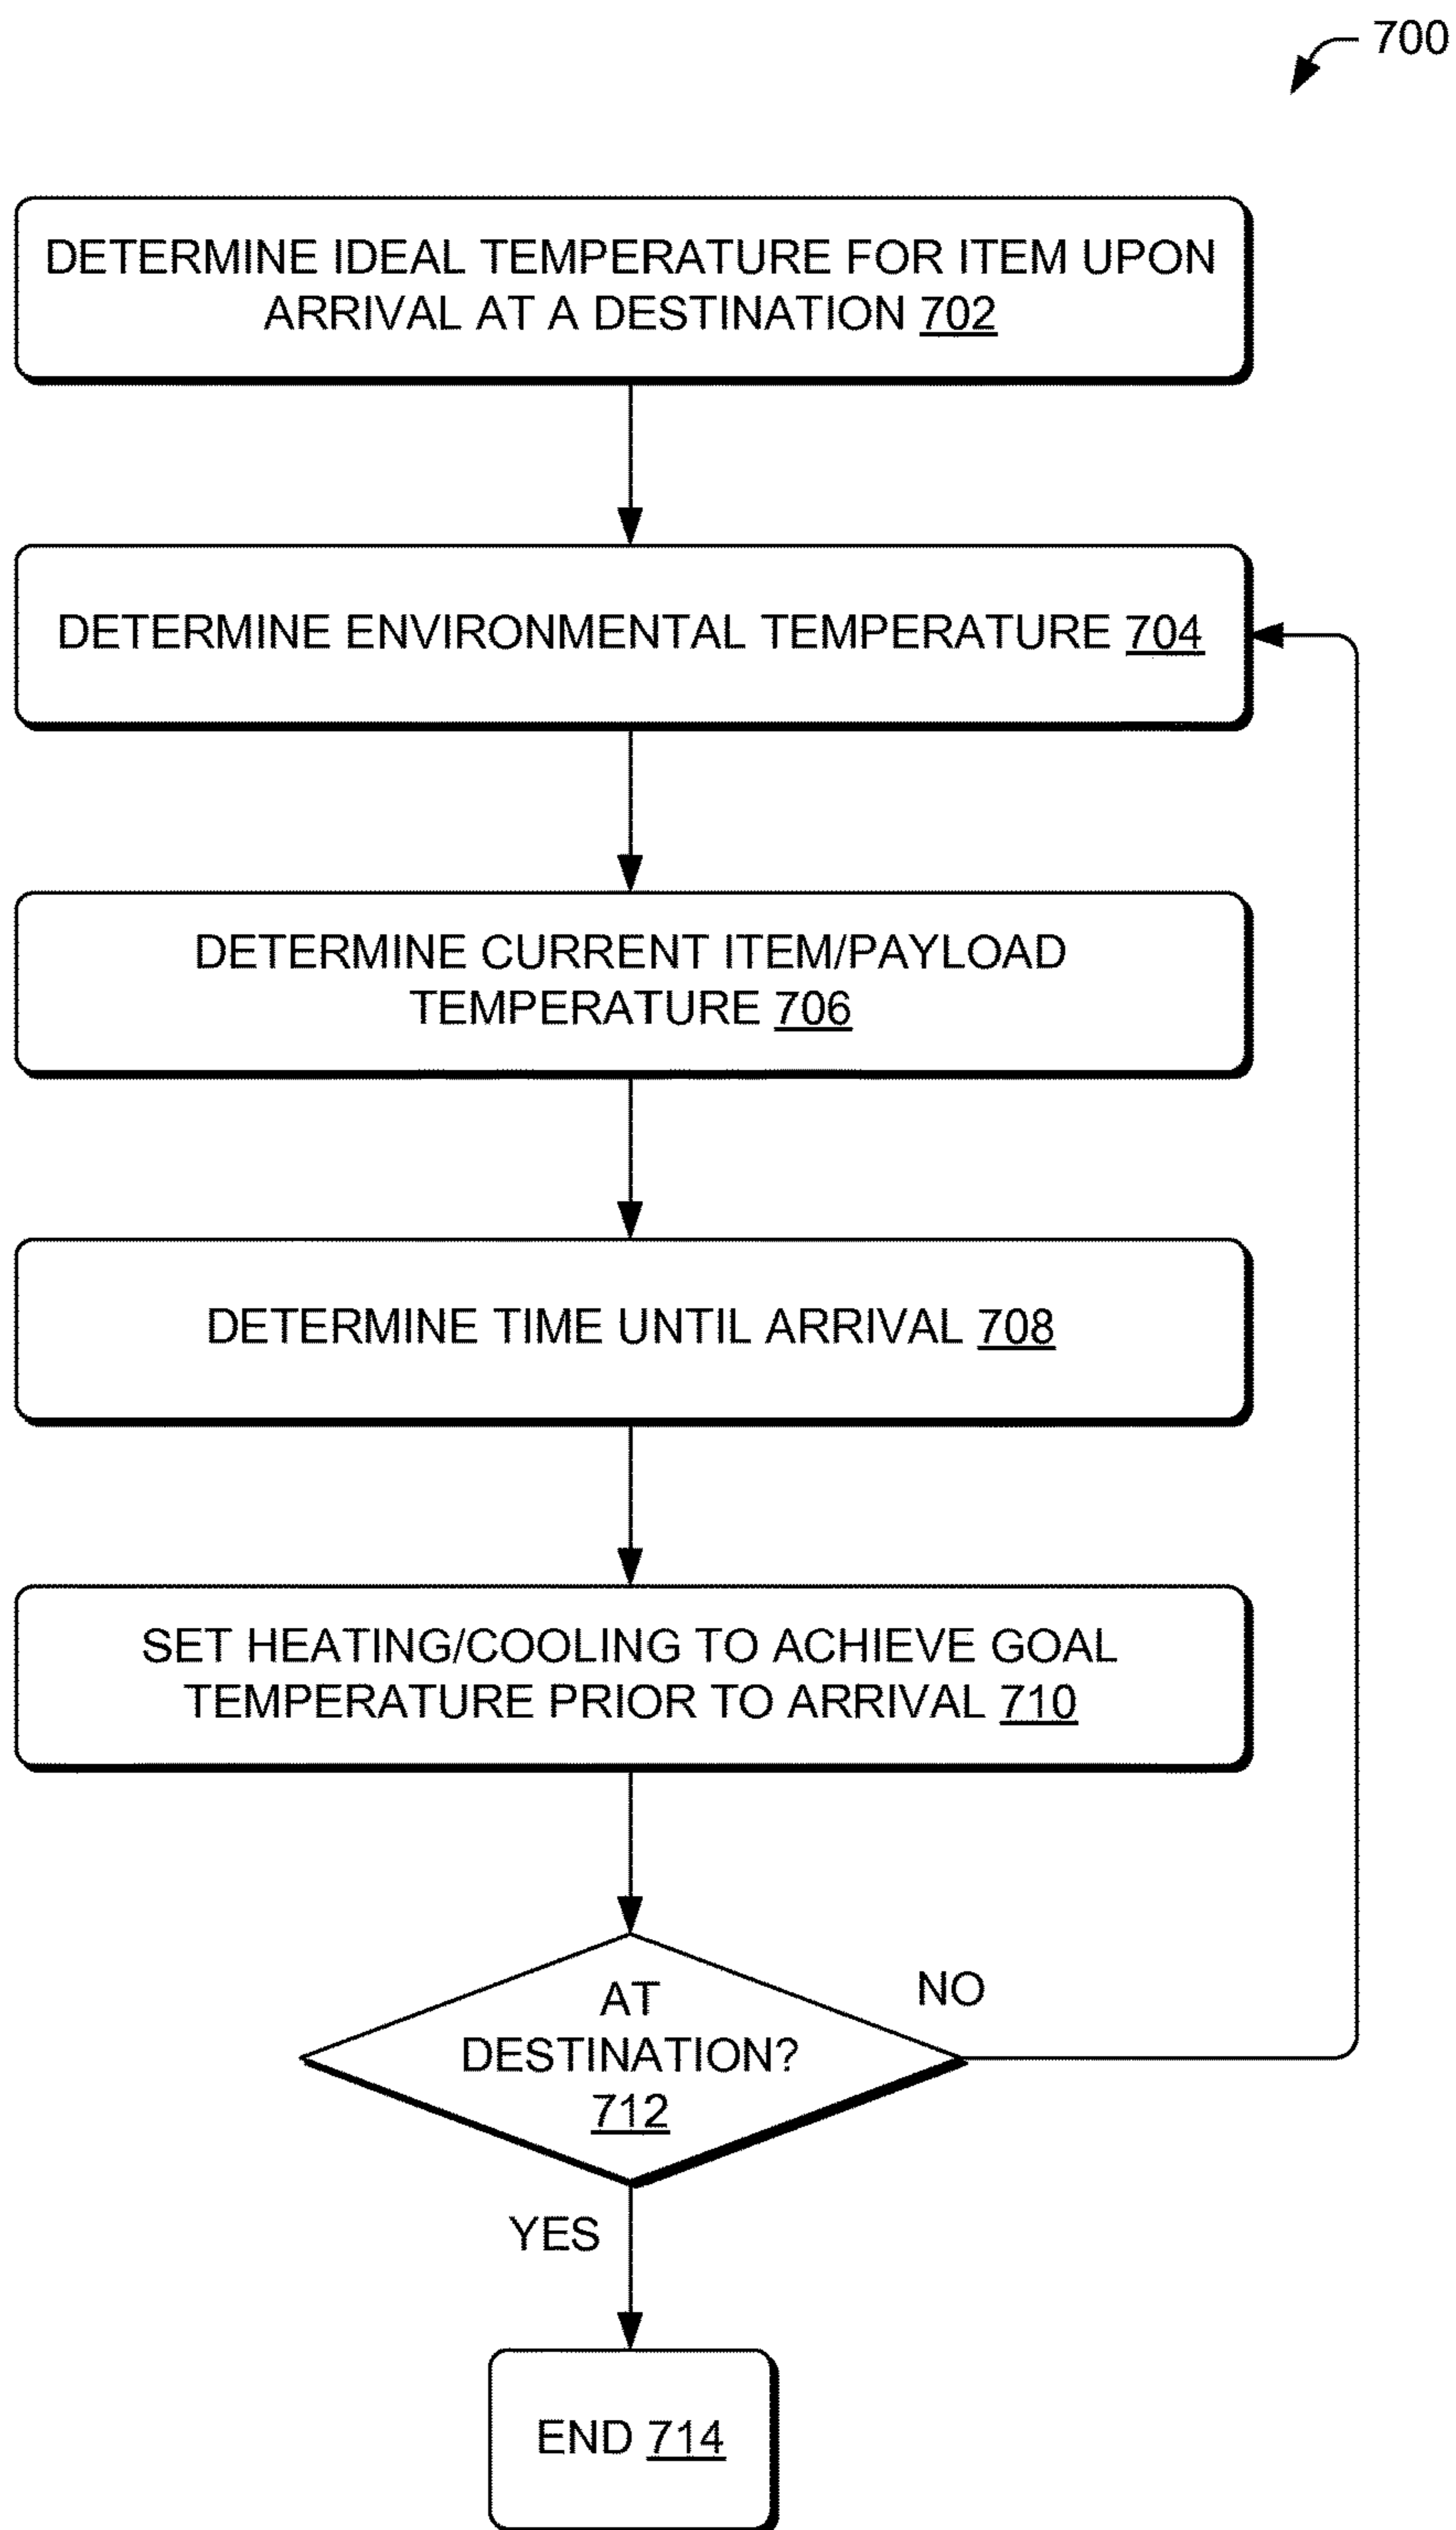 700
DETERMINE IDEAL TEMPERATURE FOR ITEM UPON
ARRIVAL AT A DESTINATION 702
DETERMINE ENVIRONMENTAL TEMPERATURE 704
DETERMINE CURRENT ITEM/PAYLOAD
TEMPERATURE 706
DETERMINE TIME UNTIL ARRIVAL 708
SET HEATING/COOLING TO ACHIEVE GOAL
TEMPERATURE PRIOR TO ARRIVAL 710
AT
DESTINATION?
712
NO
YES
END 714